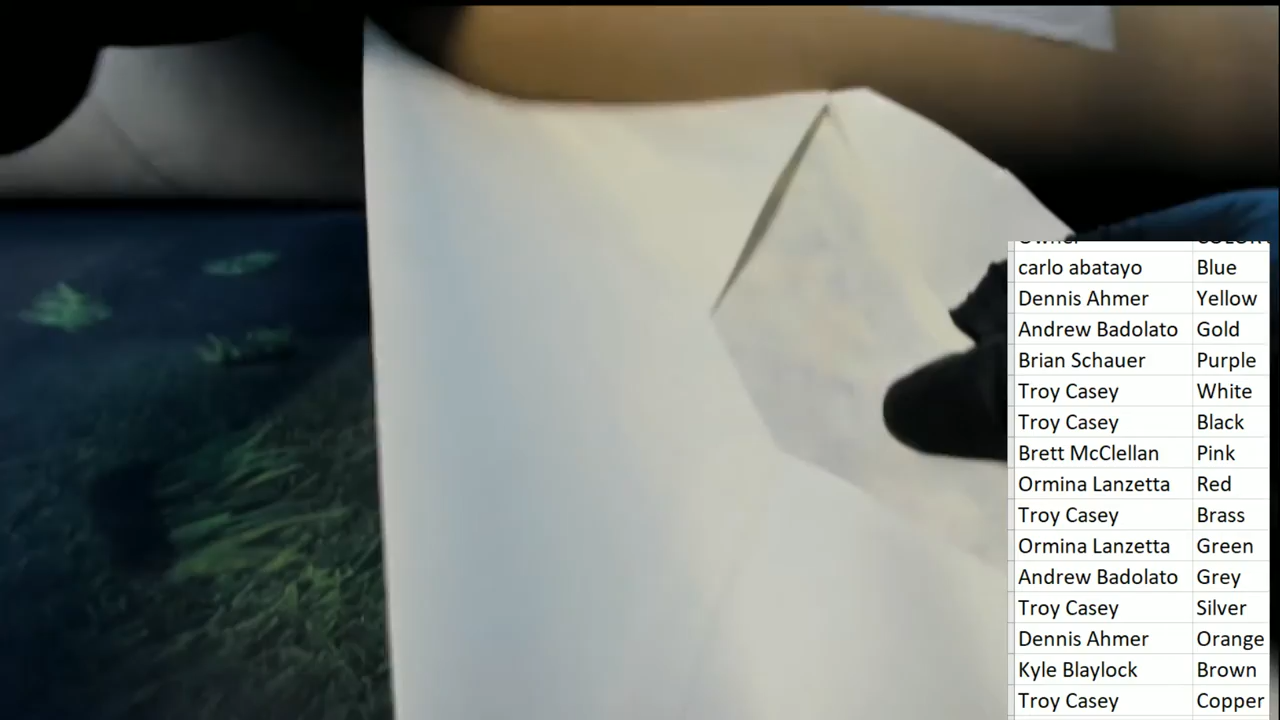 Owner COLOR
carlo abatayo Blue
Dennis Ahmer Yellow
Andrew Badolato Gold
Brian Schauer Purple
Troy Casey White
Troy Casey Black
Brett McClellan Pink
Ormina Lanzetta Red
Troy Casey Brass
Ormina Lanzetta Green
Andrew Badolato Grey
Troy Casey Silver
Dennis Ahmer Orange
Kyle Blaylock Brown
Troy Casey Copper